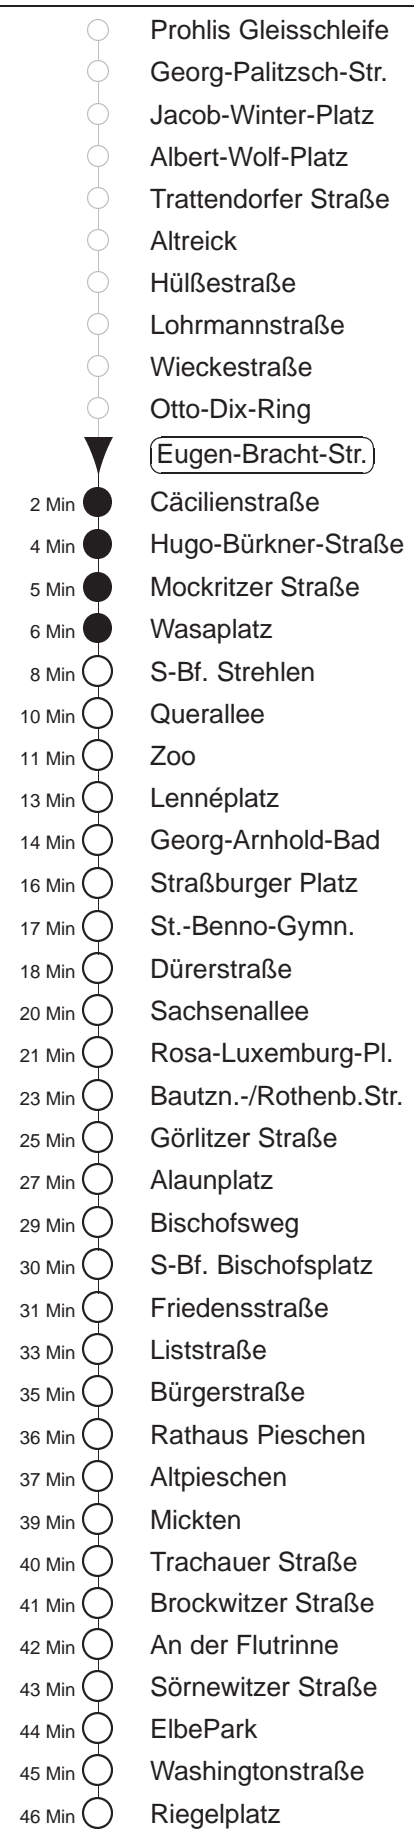 Prohlis Gleisschleife
Georg-Palitzsch-Str.
Jacob-Winter-Platz
Albert-Wolf-Platz
Trattendorfer Straße
Altreick
Hülßestraße
Lohrmannstraße
Wieckestraße
Otto-Dix-Ring
Eugen-Bracht-Str.
2 Min Cäcilienstraße
4 Min Hugo-Bürkner-Straße
5 Min Mockritzer Straße
6 Min Wasaplatz
8 Min S-Bf. Strehlen
10 Min Querallee
11 Min Zoo
13 Min Lennéplatz
14 Min Georg-Arnhold-Bad
16 Min Straßburger Platz
17 Min St.-Benno-Gymn.
18 Min Dürerstraße
20 Min Sachsenallee
21 Min Rosa-Luxemburg-Pl.
23 Min Bautzn.-/Rothenb.Str.
25 Min Görlitzer Straße
27 Min Alaunplatz
29 Min Bischofsweg
30 Min S-Bf. Bischofsplatz
31 Min Friedensstraße
33 Min Liststraße
35 Min Bürgerstraße
36 Min Rathaus Pieschen
37 Min Altpieschen
39 Min Mickten
40 Min Trachauer Straße
41 Min Brockwitzer Straße
42 Min An der Flutrinne
43 Min Sörnewitzer Straße
44 Min ElbePark
45 Min Washingtonstraße
46 Min Riegelplatz